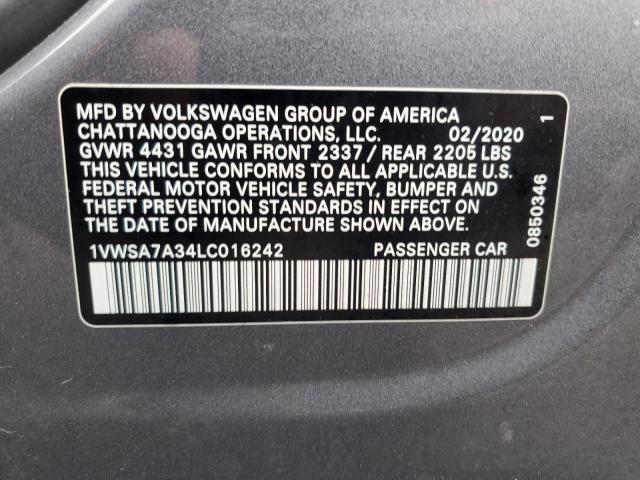 MFD BY VOLKSWAGEN GROUP OF AMERICA
CHATTANOOGA OPERATIONS, LLC. 02/2020
GVWR 4431 GAWR FRONT 2337 / REAR 2205 LBS
THIS VEHICLE CONFORMS TO ALL APPLICABLE U.S.
FEDERAL MOTOR VEHICLE SAFETY, BUMPER AND
THEFT PREVENTION STANDARDS IN EFFECT ON
THE DATE OF MANUFACTURE SHOWN ABOVE.
1VWSA7A34LC016242 PASSENGER CAR
0850346 1